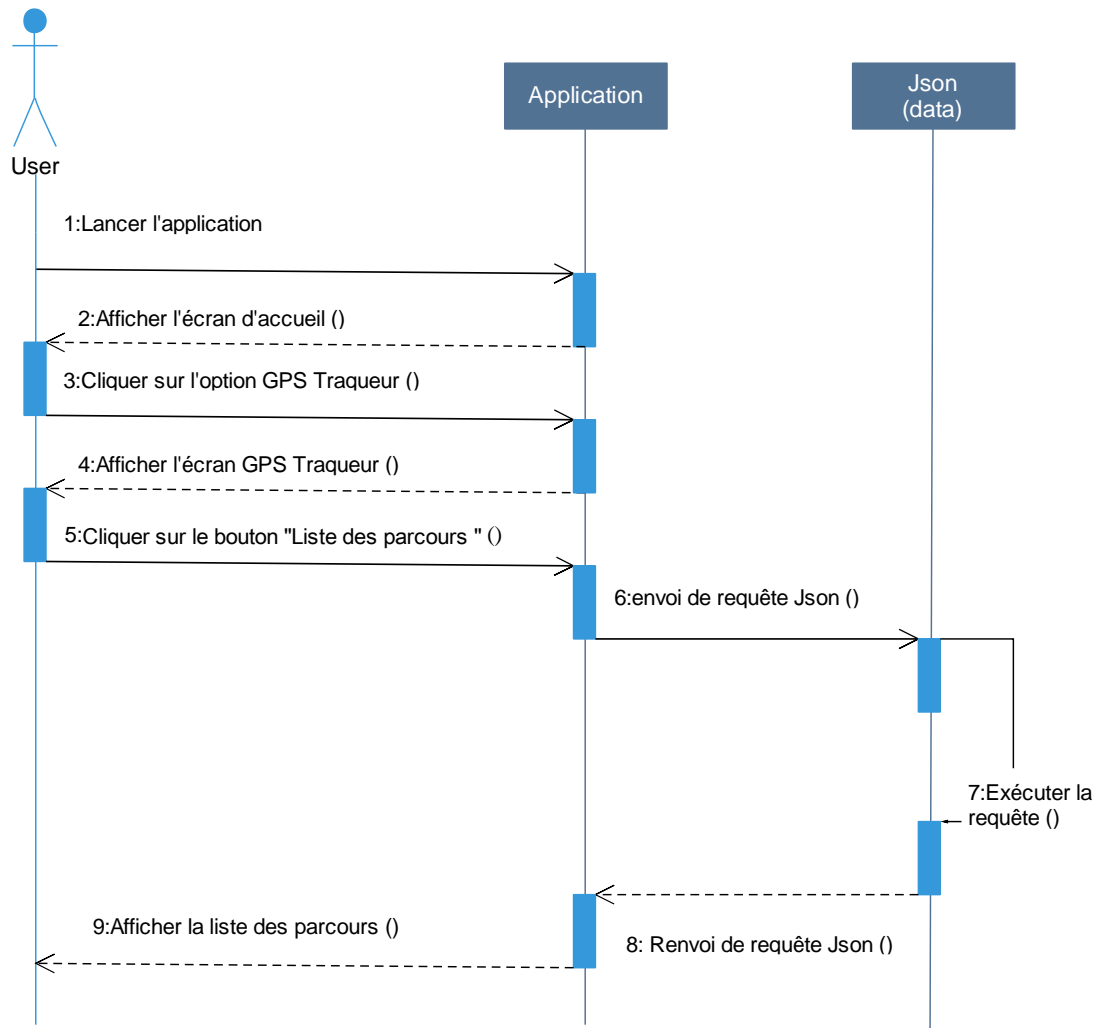 Application
Json
(data)
User
1:Lancer l'application
2:Afficher l'écran d'accueil ()
3:Cliquer sur l'option GPS Traqueur ()
4:Afficher l'écran GPS Traqueur ()
5:Cliquer sur le bouton "Liste des parcours " ()
6:envoi de requête Json ()
7:Exécuter la
requête ()
9:Afficher la liste des parcours ()
8: Renvoi de requête Json ()